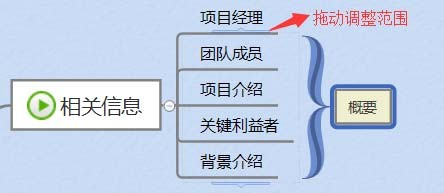 项目经理
拖动调整范围
团队成员
相关信息
项目介绍
概要
关键利益者
背景介绍